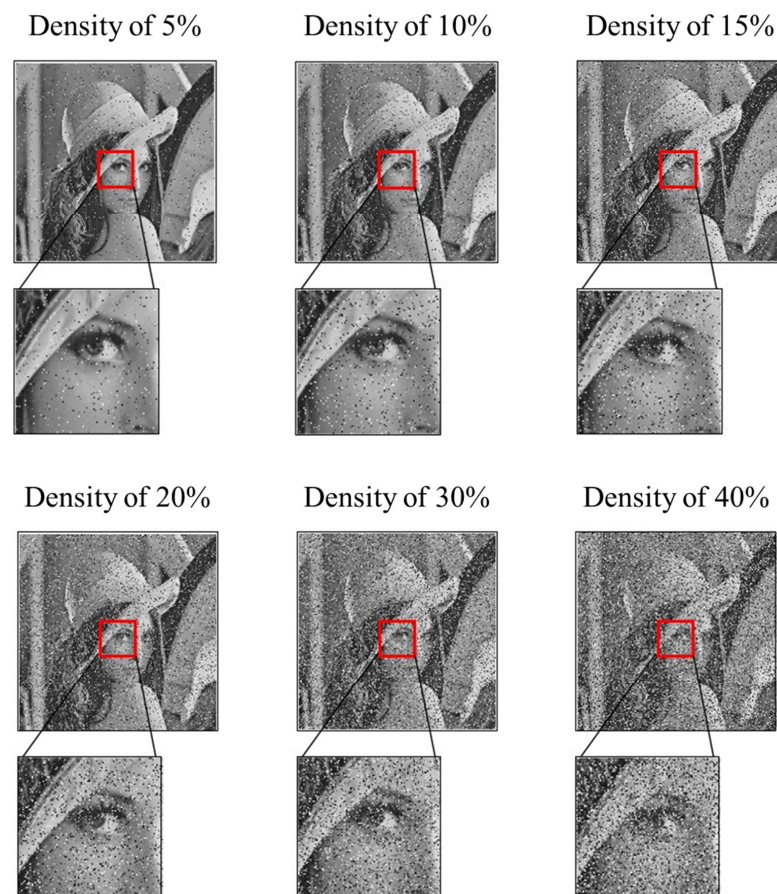 Density of 5%
Density of 10%
Density of 15%
Density of 20%
Density of 30%
Density of 40%